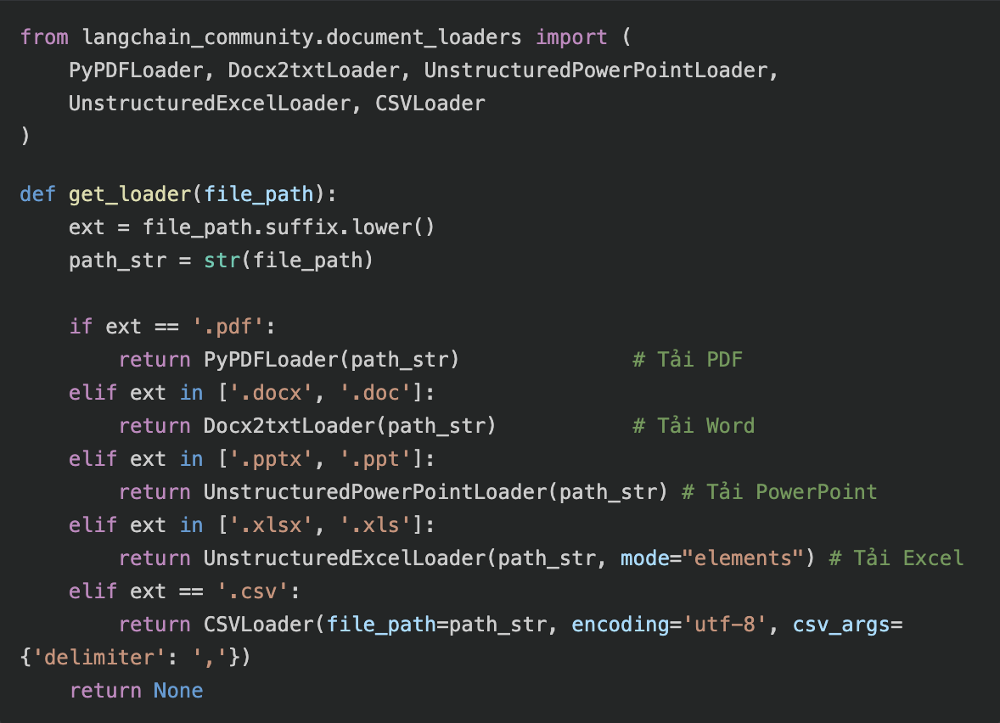 from langchain_community.document_loaders import (
    PyPDFLoader, Docx2txtLoader, UnstructuredPowerPointLoader,
    UnstructuredExcelLoader, CSVLoader
)

def get_loader(file_path):
    ext = file_path.suffix.lower()
    path_str = str(file_path)

    if ext == '.pdf':
        return PyPDFLoader(path_str)              # Tải PDF
    elif ext in ['.docx', '.doc']:
        return Docx2txtLoader(path_str)           # Tải Word
    elif ext in ['.pptx', '.ppt']:
        return UnstructuredPowerPointLoader(path_str) # Tải PowerPoint
    elif ext in ['.xlsx', '.xls']:
        return UnstructuredExcelLoader(path_str, mode="elements") # Tải Excel
    elif ext == '.csv':
        return CSVLoader(file_path=path_str, encoding='utf-8', csv_args=
{'delimiter': ','})
    return None